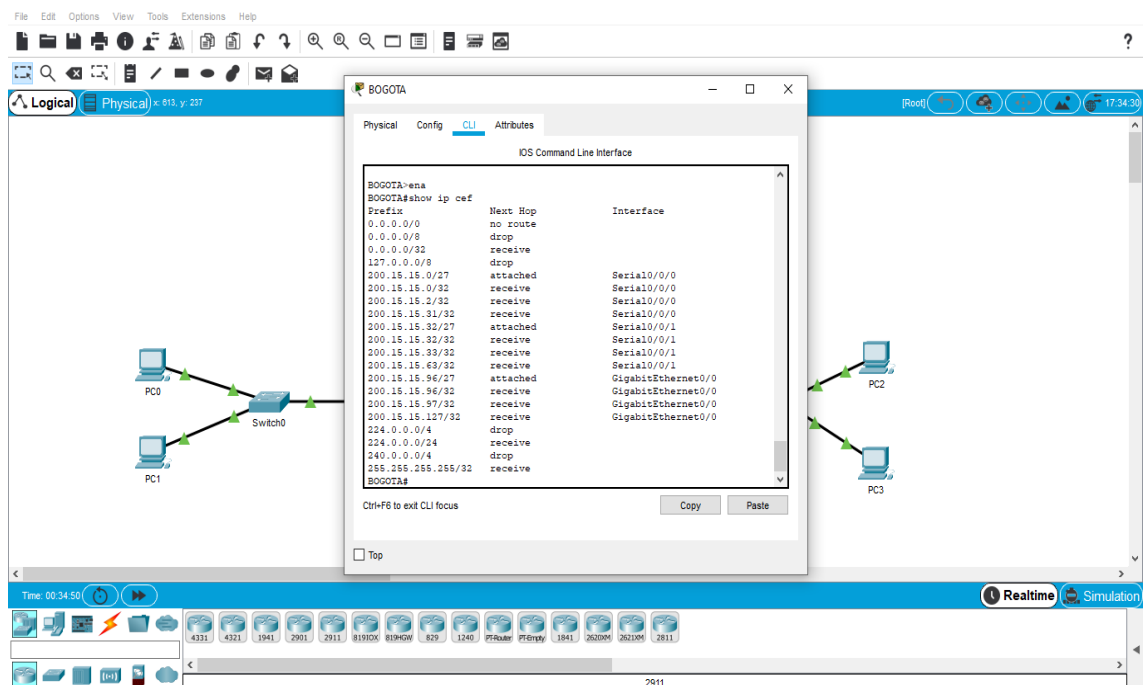 File Edit Options View Tools Extensions Help
?
Logical Physical x: 613, y: 237 [Root] 17:34:30
BOGOTA
Physical Config CLI Attributes
IOS Command Line Interface
BOGOTA>ena
BOGOTA#show ip cef
Prefix Next Hop Interface
0.0.0.0/0 no route
0.0.0.0/8 drop
0.0.0.0/32 receive
127.0.0.0/8 drop
200.15.15.0/27 attached Serial0/0/0
200.15.15.0/32 receive Serial0/0/0
200.15.15.2/32 receive Serial0/0/0
200.15.15.31/32 receive Serial0/0/0
200.15.15.32/27 attached Serial0/0/1
200.15.15.32/32 receive Serial0/0/1
200.15.15.33/32 receive Serial0/0/1
200.15.15.63/32 receive Serial0/0/1
200.15.15.96/27 attached GigabitEthernet0/0
200.15.15.96/32 receive GigabitEthernet0/0
200.15.15.97/32 receive GigabitEthernet0/0
200.15.15.127/32 receive GigabitEthernet0/0
224.0.0.0/4 drop
224.0.0.0/24 receive
240.0.0.0/4 drop
255.255.255.255/32 receive
BOGOTA#
Ctrl+F6 to exit CLI focus Copy Paste
Top
PC0
Switch0
PC1
PC2
PC3
Time: 00:34:50 Realtime Simulation
4331 4321 1941 2901 2911 819IOX 819HGW 829 1240 PT-Router PT-Empty 1841 2620XM 2621XM 2811
2911